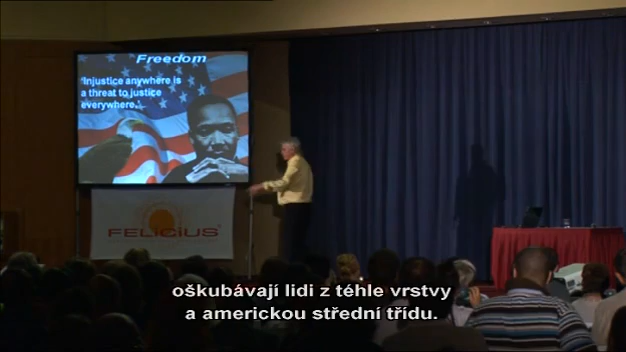 Freedom
'Injustice anywhere is
a threat to justice
everywhere.'
FELiCiUS
oškubávají lidi z téhle vrstvy
a americkou střední třídu.